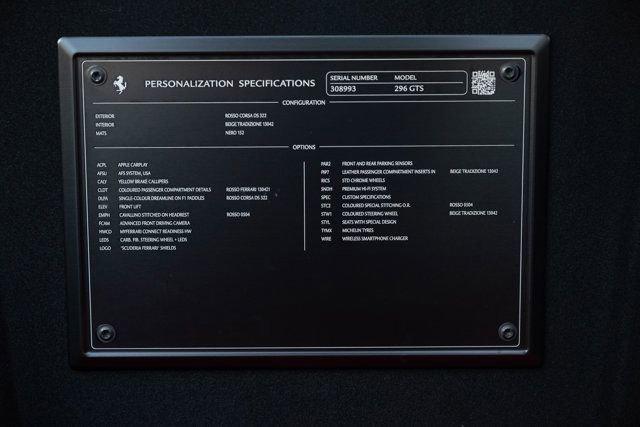 PERSONALIZATION SPECIFICATIONS
SERIAL NUMBER MODEL
308993 296 GTS
CONFIGURATION
EXTERIOR ROSSO CORSA DS 322
INTERIOR BEIGE TRADIZIONE 13042
MATS NERO 152
OPTIONS
ACPL APPLE CARPLAY
AFSU AFS SYSTEM, USA
CALY YELLOW BRAKE CALLIPERS
CLDT COLOURED PASSENGER COMPARTMENT DETAILS ROSSO FERRARI 130421
DLFA SINGLE-COLOUR DREAMLINE ON F1 PADDLES ROSSO CORSA DS 322
ELEV FRONT LIFT
EMPH CAVALLINO STITCHED ON HEADREST ROSSO 0504
FCAM ADVANCED FRONT DRIVING CAMERA
HWCO MYFERRARI CONNECT READINESS HW
LEDS CARB. FIB. STEERING WHEEL + LEDS
LOGO "SCUDERIA FERRARI" SHIELDS
PAR2 FRONT AND REAR PARKING SENSORS
PIP7 LEATHER PASSENGER COMPARTMENT INSERTS IN BEIGE TRADIZIONE 13042
RICS STD CHROME WHEELS
SNDH PREMIUM HI-FI SYSTEM
SPEC CUSTOM SPECIFICATIONS
STC2 COLOURED SPECIAL STITCHING O.R. ROSSO 0504
STW1 COLOURED STEERING WHEEL BEIGE TRADIZIONE 13042
STYL SEATS WITH SPECIAL DESIGN
TYMX MICHELIN TYRES
WIRE WIRELESS SMARTPHONE CHARGER